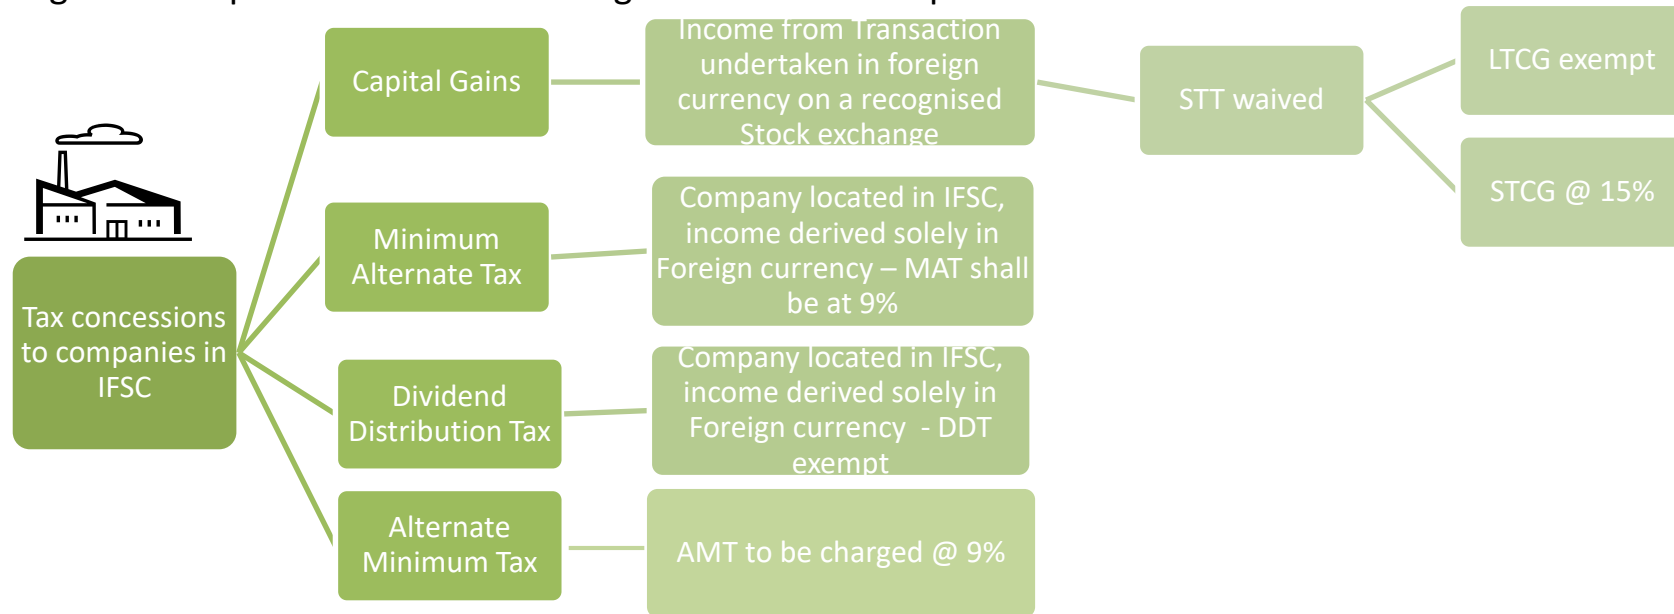 Tax concessions
to companies in
IFSC
Capital Gains
Income from Transaction
undertaken in foreign
currency on a recognised
Stock exchange
STT waived
LTCG exempt
STCG @ 15%
Minimum
Alternate Tax
Company located in IFSC,
income derived solely in
Foreign currency – MAT shall
be at 9%
Dividend
Distribution Tax
Company located in IFSC,
income derived solely in
Foreign currency - DDT
exempt
Alternate
Minimum Tax
AMT to be charged @ 9%